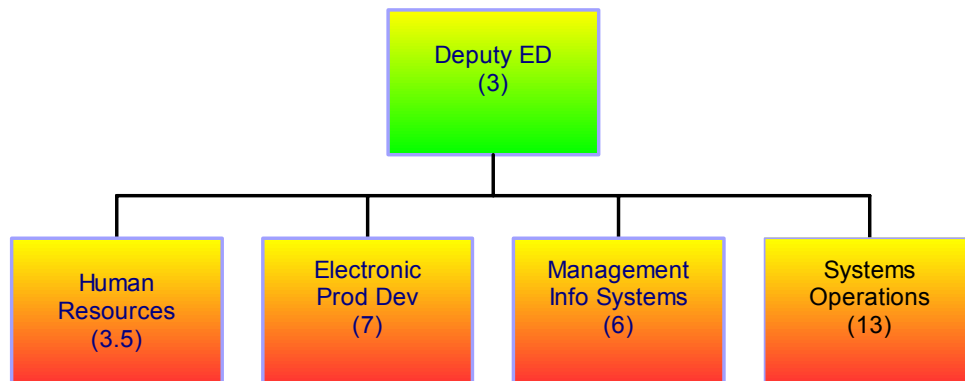 Deputy ED
(3)
Human
Resources
(3.5)
Electronic
Prod Dev
(7)
Management
Info Systems
(6)
Systems
Operations
(13)